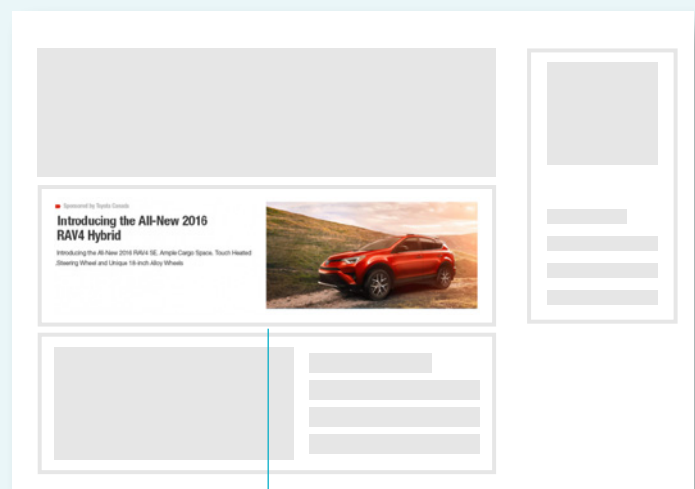 Sponsored by Toyota Canada
Introducing the All-New 2016
RAV4 Hybrid
Introducing the All-New 2016 RAV4 SE. Ample Cargo Space, Touch Heated
Steering Wheel and Unique 18-inch Alloy Wheels